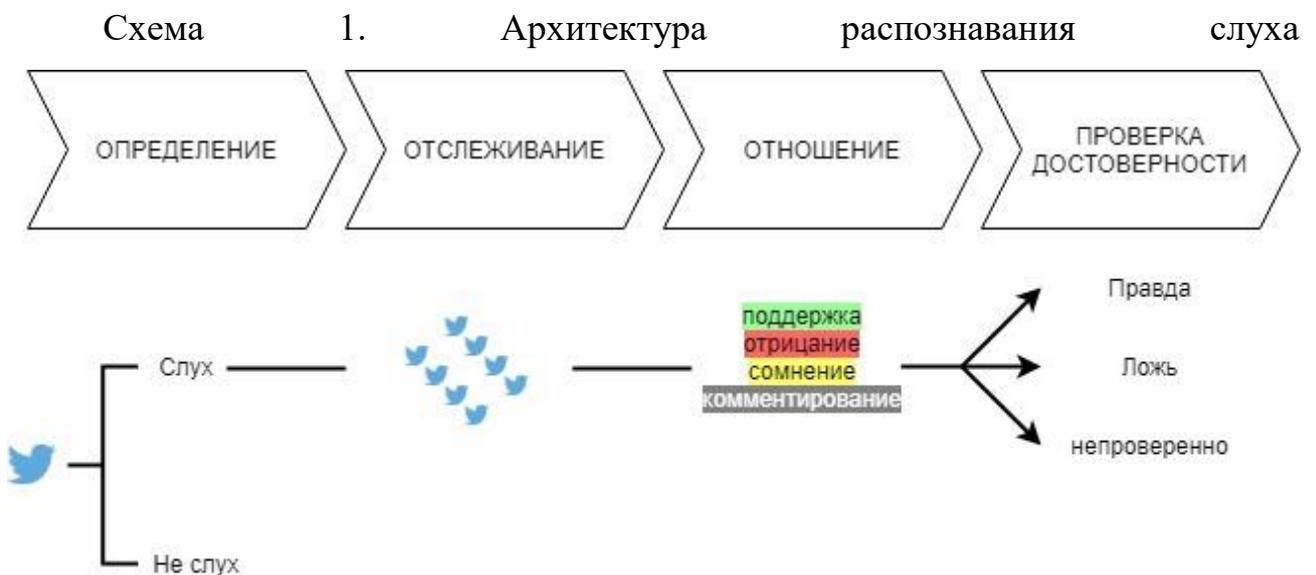 Схема 1. Архитектура распознавания слуха
ОПРЕДЕЛЕНИЕ
ОТСЛЕЖИВАНИЕ
ОТНОШЕНИЕ
ПРОВЕРКА
ДОСТОВЕРНОСТИ
поддержка
отрицание
сомнение
комментирование
Правда
Ложь
непроверенно
Слух
Не слух